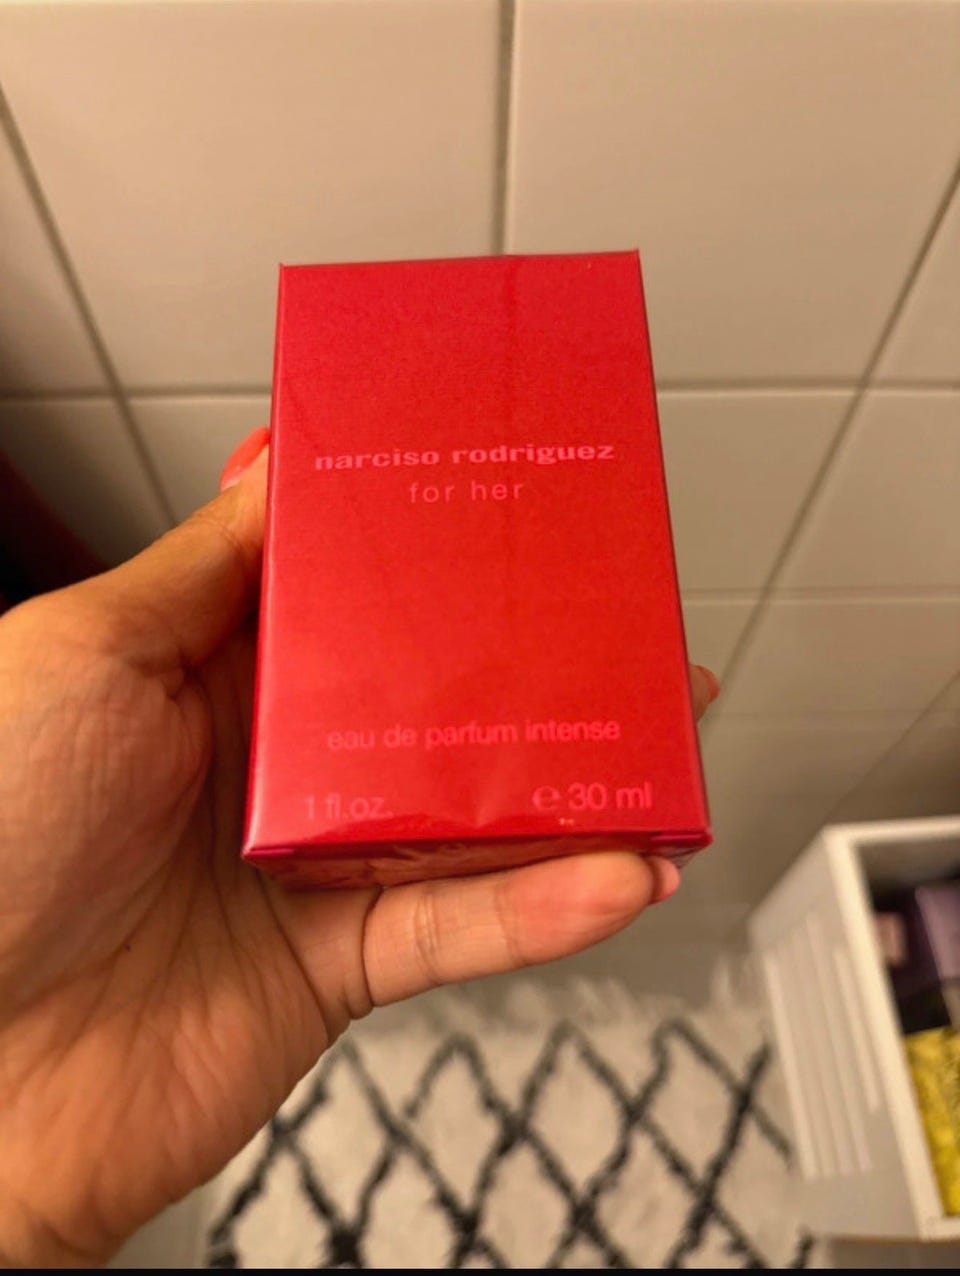 narciso rodriguez
for her
eau de parfum intense
1 fl.oz. e 30 ml